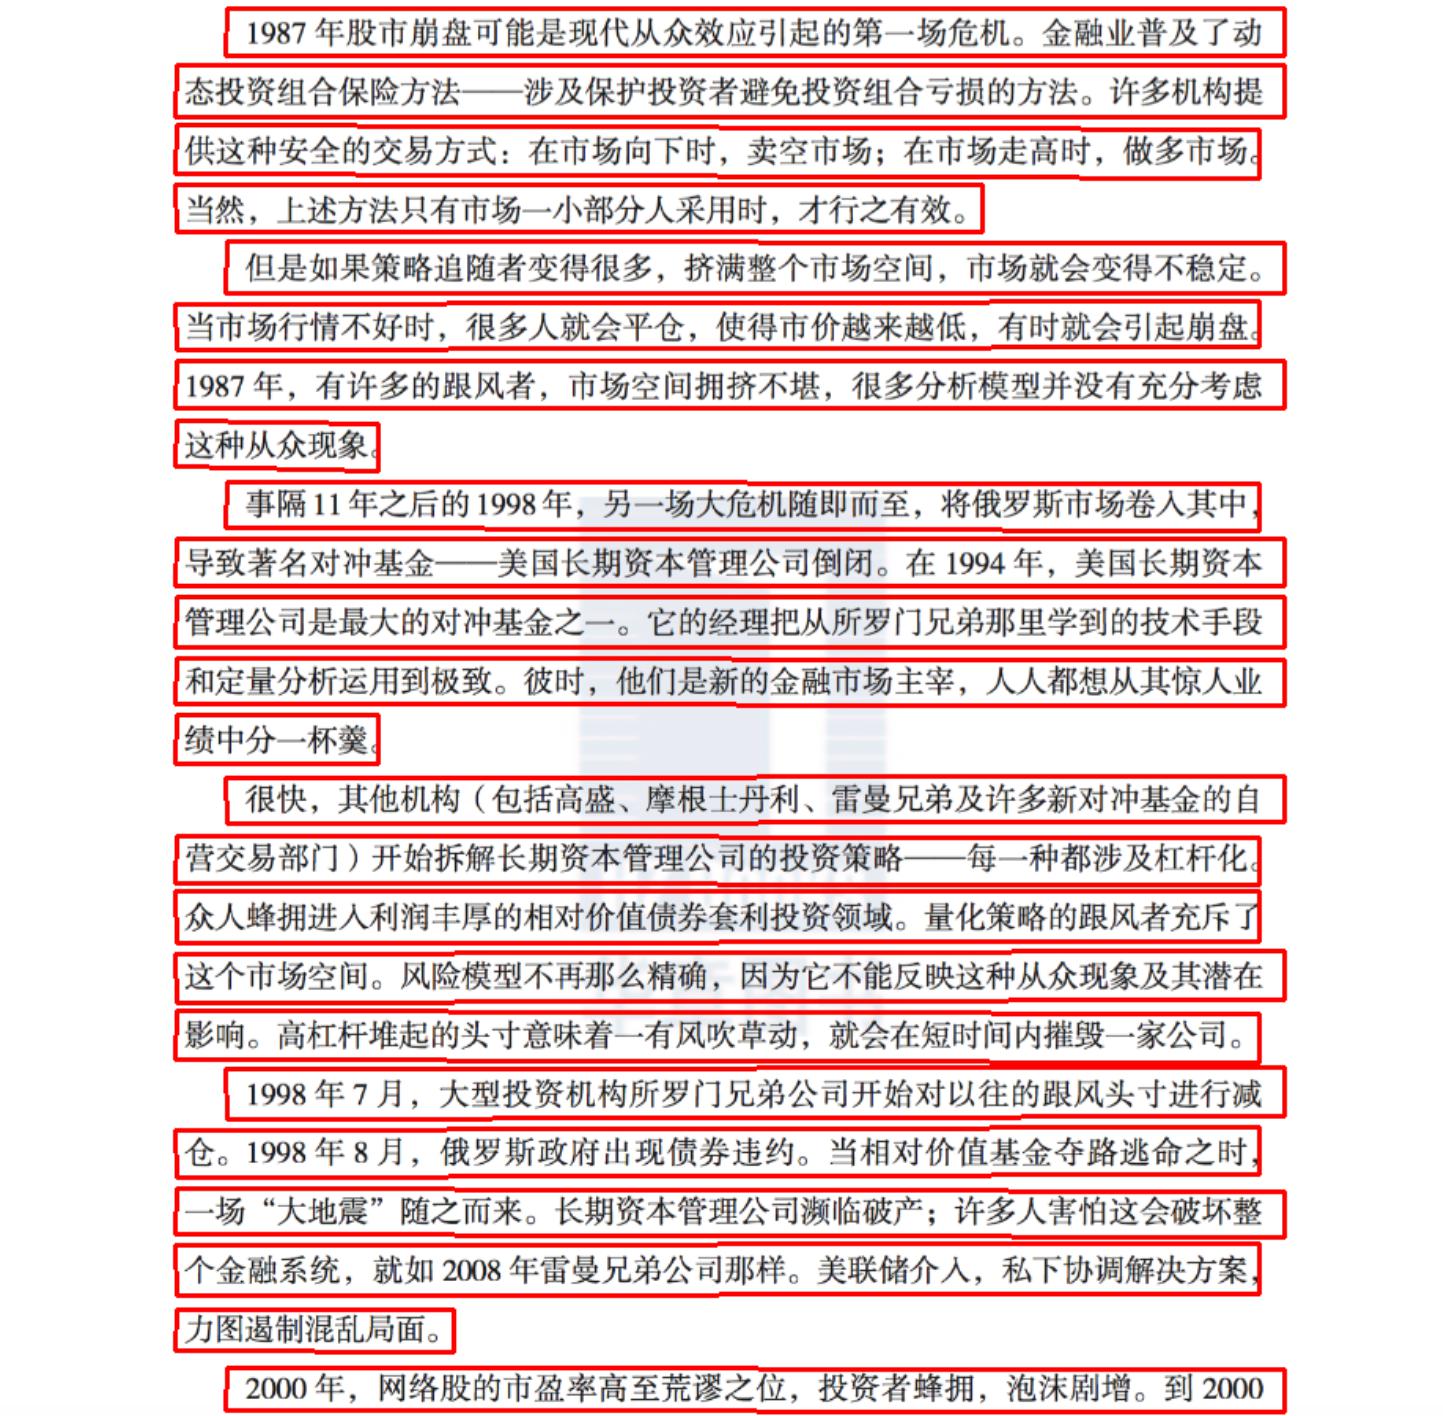 1987 年股市崩盘可能是现代从众效应引起的第一场危机。金融业普及了动
态投资组合保险方法——涉及保护投资者避免投资组合亏损的方法。许多机构提
供这种安全的交易方式：在市场向下时，卖空市场；在市场走高时，做多市场。
当然，上述方法只有市场一小部分人采用时，才行之有效。
但是如果策略追随者变得很多，挤满整个市场空间，市场就会变得不稳定。
当市场行情不好时，很多人就会平仓，使得市价越来越低，有时就会引起崩盘。
1987 年，有许多的跟风者，市场空间拥挤不堪，很多分析模型并没有充分考虑
这种从众现象。
事隔 11 年之后的 1998 年，另一场大危机随即而至，将俄罗斯市场卷入其中，
导致著名对冲基金——美国长期资本管理公司倒闭。在 1994 年，美国长期资本
管理公司是最大的对冲基金之一。它的经理把从所罗门兄弟那里学到的技术手段
和定量分析运用到极致。彼时，他们是新的金融市场主宰，人人都想从其惊人业
绩中分一杯羹。
很快，其他机构（包括高盛、摩根士丹利、雷曼兄弟及许多新对冲基金的自
营交易部门）开始拆解长期资本管理公司的投资策略——每一种都涉及杠杆化。
众人蜂拥进入利润丰厚的相对价值债券套利投资领域。量化策略的跟风者充斥了
这个市场空间。风险模型不再那么精确，因为它不能反映这种从众现象及其潜在
影响。高杠杆堆起的头寸意味着一有风吹草动，就会在短时间内摧毁一家公司。
1998 年 7 月，大型投资机构所罗门兄弟公司开始对以往的跟风头寸进行减
仓。1998 年 8 月，俄罗斯政府出现债券违约。当相对价值基金夺路逃命之时，
一场“大地震”随之而来。长期资本管理公司濒临破产；许多人害怕这会破坏整
个金融系统，就如 2008 年雷曼兄弟公司那样。美联储介入，私下协调解决方案，
力图遏制混乱局面。
2000 年，网络股的市盈率高至荒谬之位，投资者蜂拥，泡沫剧增。到 2000